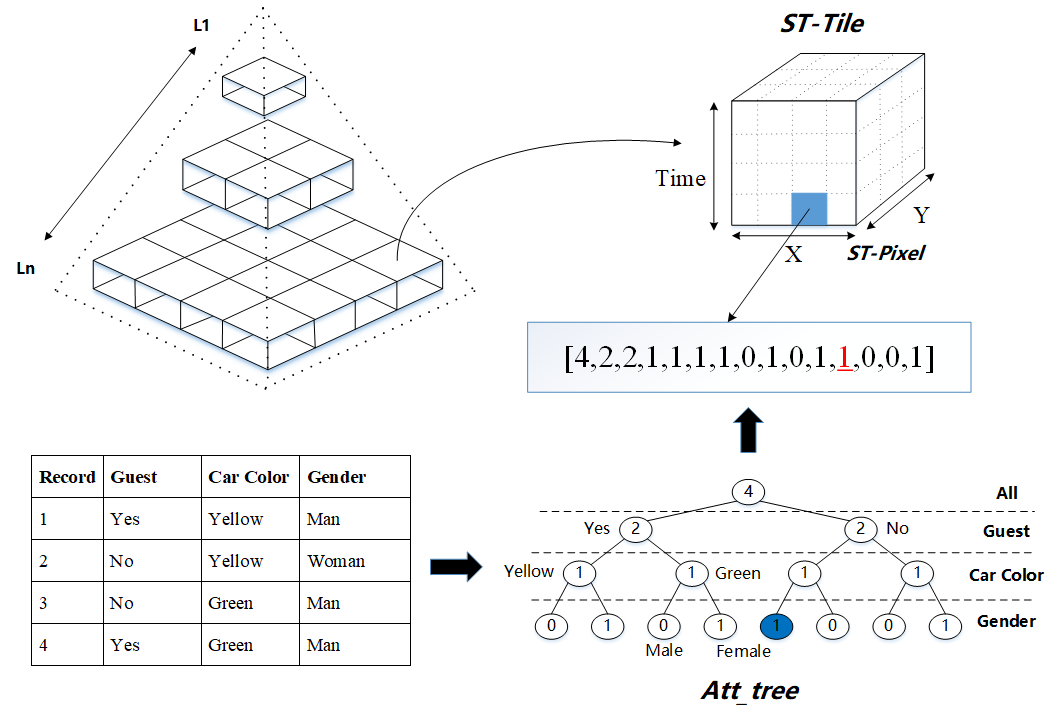 L1
Ln
ST-Tile
Time
X
Y
ST-Pixel
[4,2,2,1,1,1,1,0,1,0,1,1,0,0,1]
Record Guest Car Color Gender
1 Yes Yellow Man
2 No Yellow Woman
3 No Green Man
4 Yes Green Man
4 All
Yes 2 2 No Guest
Yellow 1 1 Green 1 1 Car Color
0 1 0 1 1 0 0 1 Gender
Male Female
Att_tree